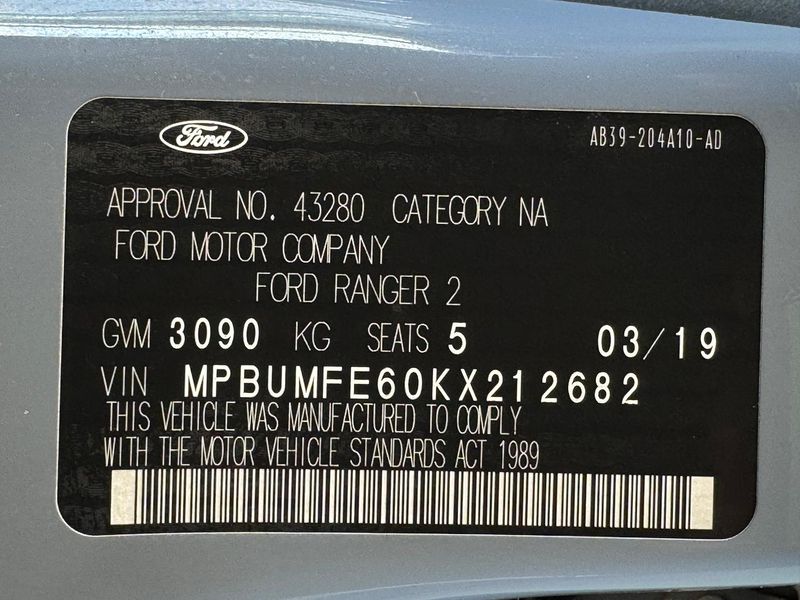 Ford
AB39-204A10-AD
APPROVAL NO. 43280 CATEGORY NA
FORD MOTOR COMPANY
FORD RANGER 2
GVM 3090 KG SEATS 5 03/19
VIN MPBUMFE60KX212682
THIS VEHICLE WAS MANUFACTURED TO COMPLY
WITH THE MOTOR VEHICLE STANDARDS ACT 1989